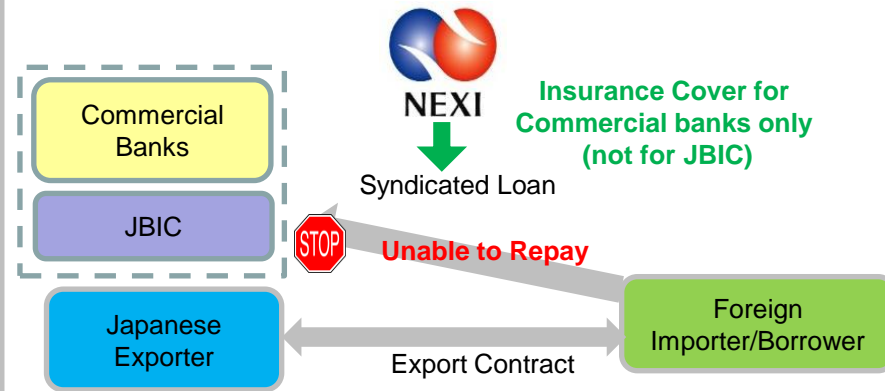 NEXI
Insurance Cover for
Commercial banks only
(not for JBIC)
Commercial
Banks
Syndicated Loan
JBIC
STOP
Unable to Repay
Japanese
Exporter
Foreign
Importer/Borrower
Export Contract